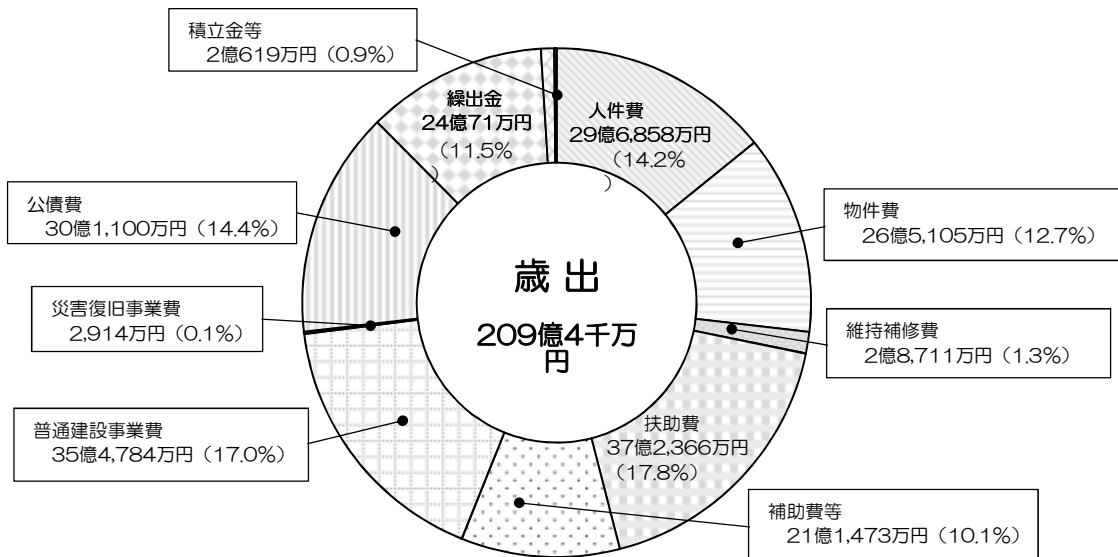 積立金等
2億619万円（0.9%）
繰出金
24億71万円
（11.5%
）
人件費
29億6,858万円
（14.2%
）
公債費
30億1,100万円（14.4%）
物件費
26億5,105万円（12.7%）
歳出
209億4千万
円
災害復旧事業費
2,914万円（0.1%）
維持補修費
2億8,711万円（1.3%）
普通建設事業費
35億4,784万円（17.0%）
扶助費
37億2,366万円
（17.8%）
補助費等
21億1,473万円（10.1%）